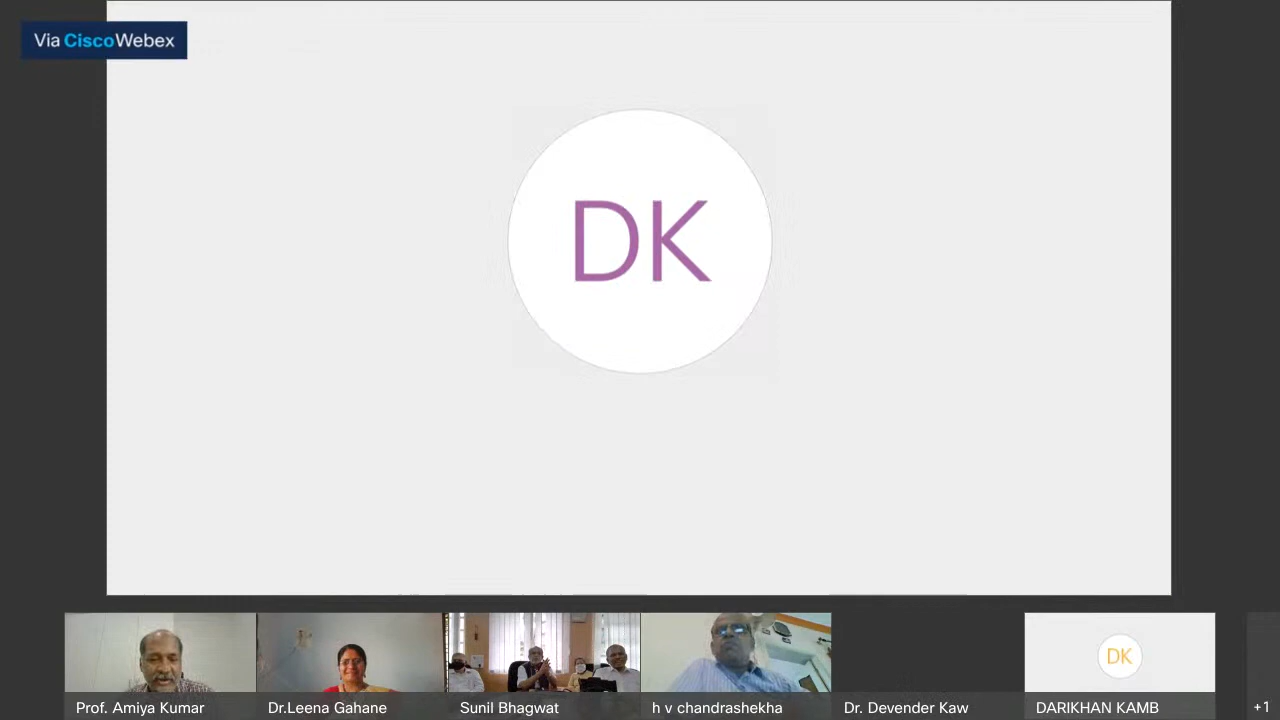 Via CiscoWebex
DK
DK
Prof. Amiya Kumar
Dr.Leena Gahane
Sunil Bhagwat
h v chandrashekha
Dr. Devender Kaw
DARIKHAN KAMB
+1